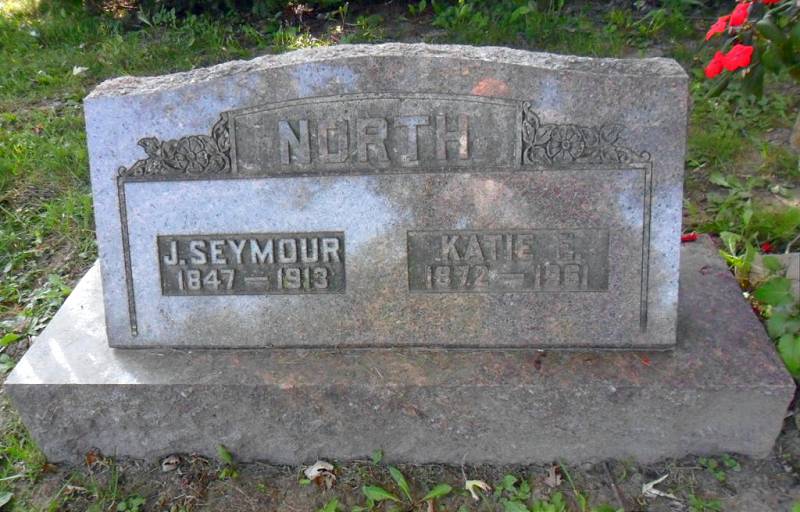 NORTH
J. SEYMOUR
1847 — 1913
KATIE E.
1872 — 1961